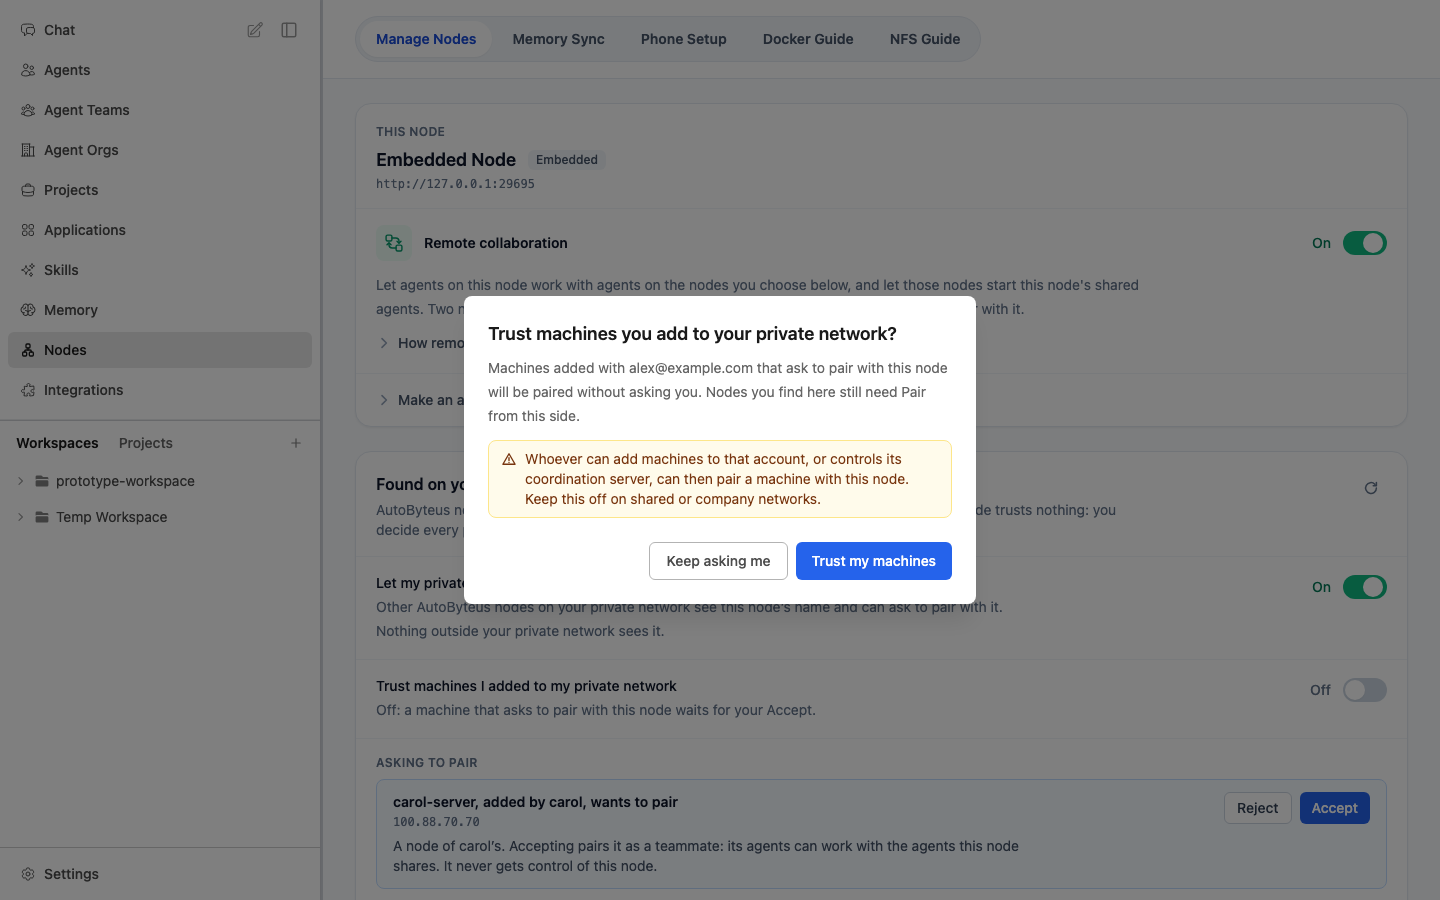 Chat
Agents
Agent Teams
Agent Orgs
Projects
Applications
Skills
Memory
Nodes
Integrations
Workspaces Projects
prototype-workspace
Temp Workspace
Settings
Manage Nodes Memory Sync Phone Setup Docker Guide NFS Guide
THIS NODE
Embedded Node Embedded
http://127.0.0.1:29695
Remote collaboration On
Let agents on this node work with agents on the nodes you choose below, and let those nodes start this node's shared
agents. Two with it.
How
Make an
Trust machines you add to your private network?
Machines added with alex@example.com that ask to pair with this node
will be paired without asking you. Nodes you find here still need Pair
from this side.
Whoever can add machines to that account, or controls its
coordination server, can then pair a machine with this node.
Keep this off on shared or company networks.
Keep asking me Trust my machines
Found on
AutoByteus de trusts nothing: you
decide every
Let my private On
Other AutoByteus nodes on your private network see this node's name and can ask to pair with it.
Nothing outside your private network sees it.
Trust machines I added to my private network Off
Off: a machine that asks to pair with this node waits for your Accept.
ASKING TO PAIR
carol-server, added by carol, wants to pair Reject Accept
100.88.70.70
A node of carol's. Accepting pairs it as a teammate: its agents can work with the agents this node
shares. It never gets control of this node.